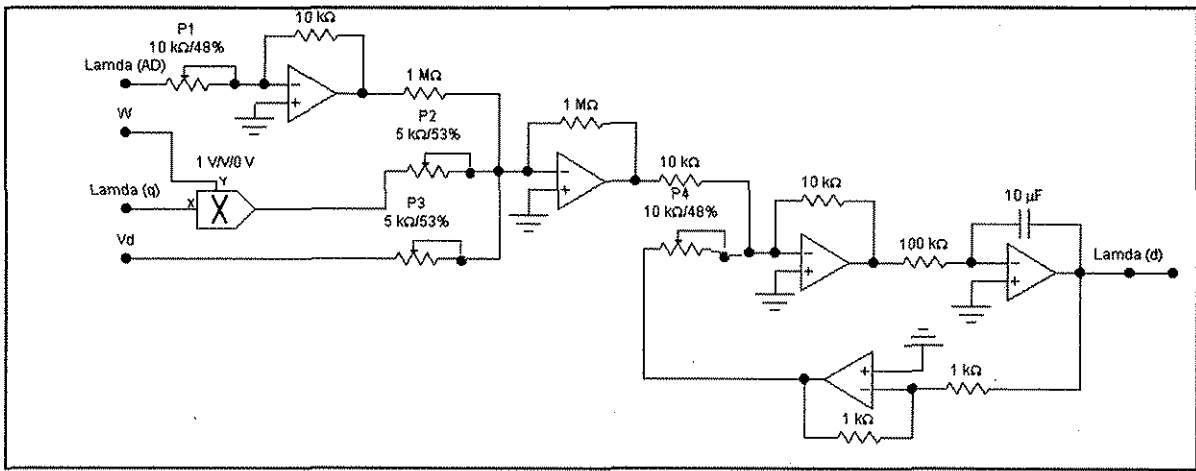 P1
10 kΩ/48%
10 kΩ
Lamda (AD)
1 MΩ
W
P2
5 kΩ/53%
1 MΩ
1 V/V/0 V
Y
X
Lamda (q)
10 kΩ
P4
10 kΩ/48%
10 kΩ
10 µF
P3
5 kΩ/53%
Vd
100 kΩ
Lamda (d)
1 kΩ
1 kΩ